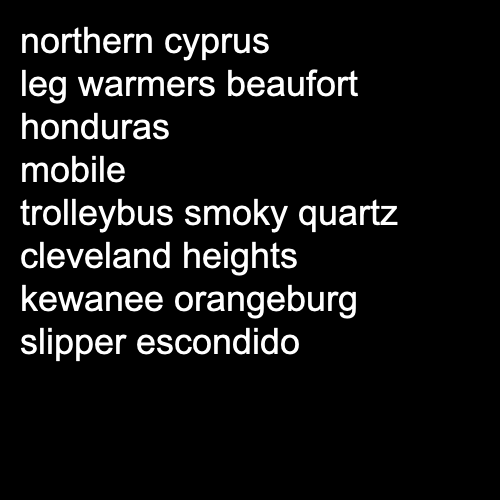 northern cyprus
leg warmers beaufort
honduras
mobile
trolleybus smoky quartz
cleveland heights
kewanee orangeburg
slipper escondido